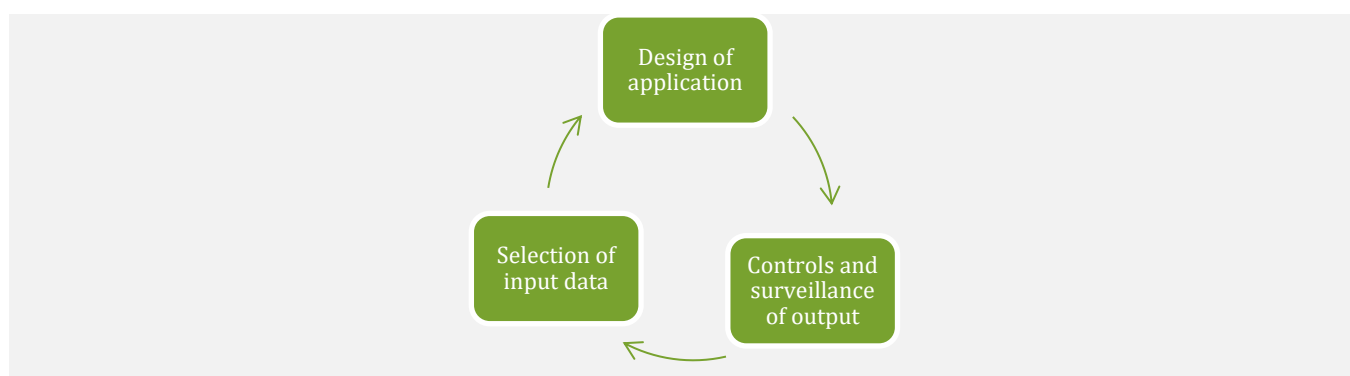 Design of
application
Selection of
input data
Controls and
surveillance
of output